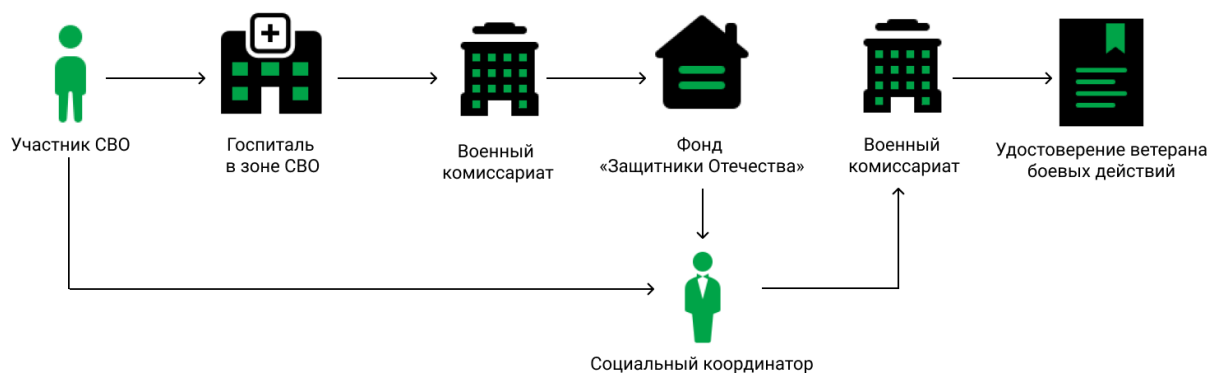 Участник СВО
Госпиталь
в зоне СВО
Военный
комиссариат
Фонд
«Защитники Отечества»
Военный
комиссариат
Удостоверение ветерана
боевых действий
Социальный координатор